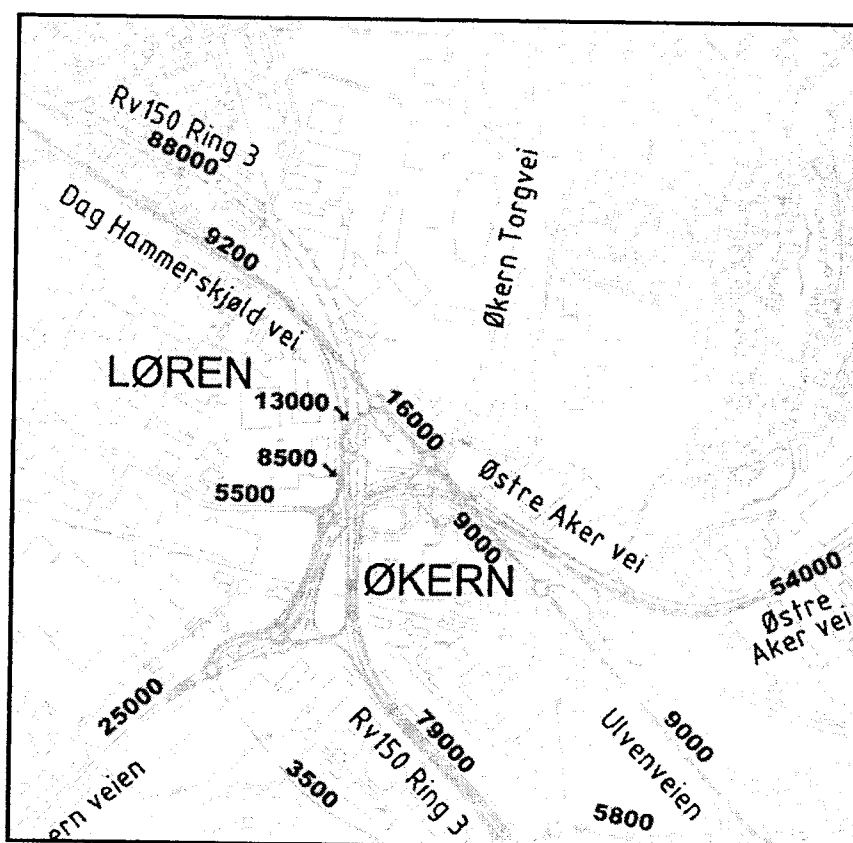 Rv150 Ring 3
88000
Dag Hammerskjøld vei
9200
Økern Torgvei
LØREN
13000
16000
8500
5500
Østre Aker vei
9000
ØKERN
54000
Østre
Aker vei
25000
79000
Rv150 Ring 3
9000
Ulvenveien
ern veien
3500
5800